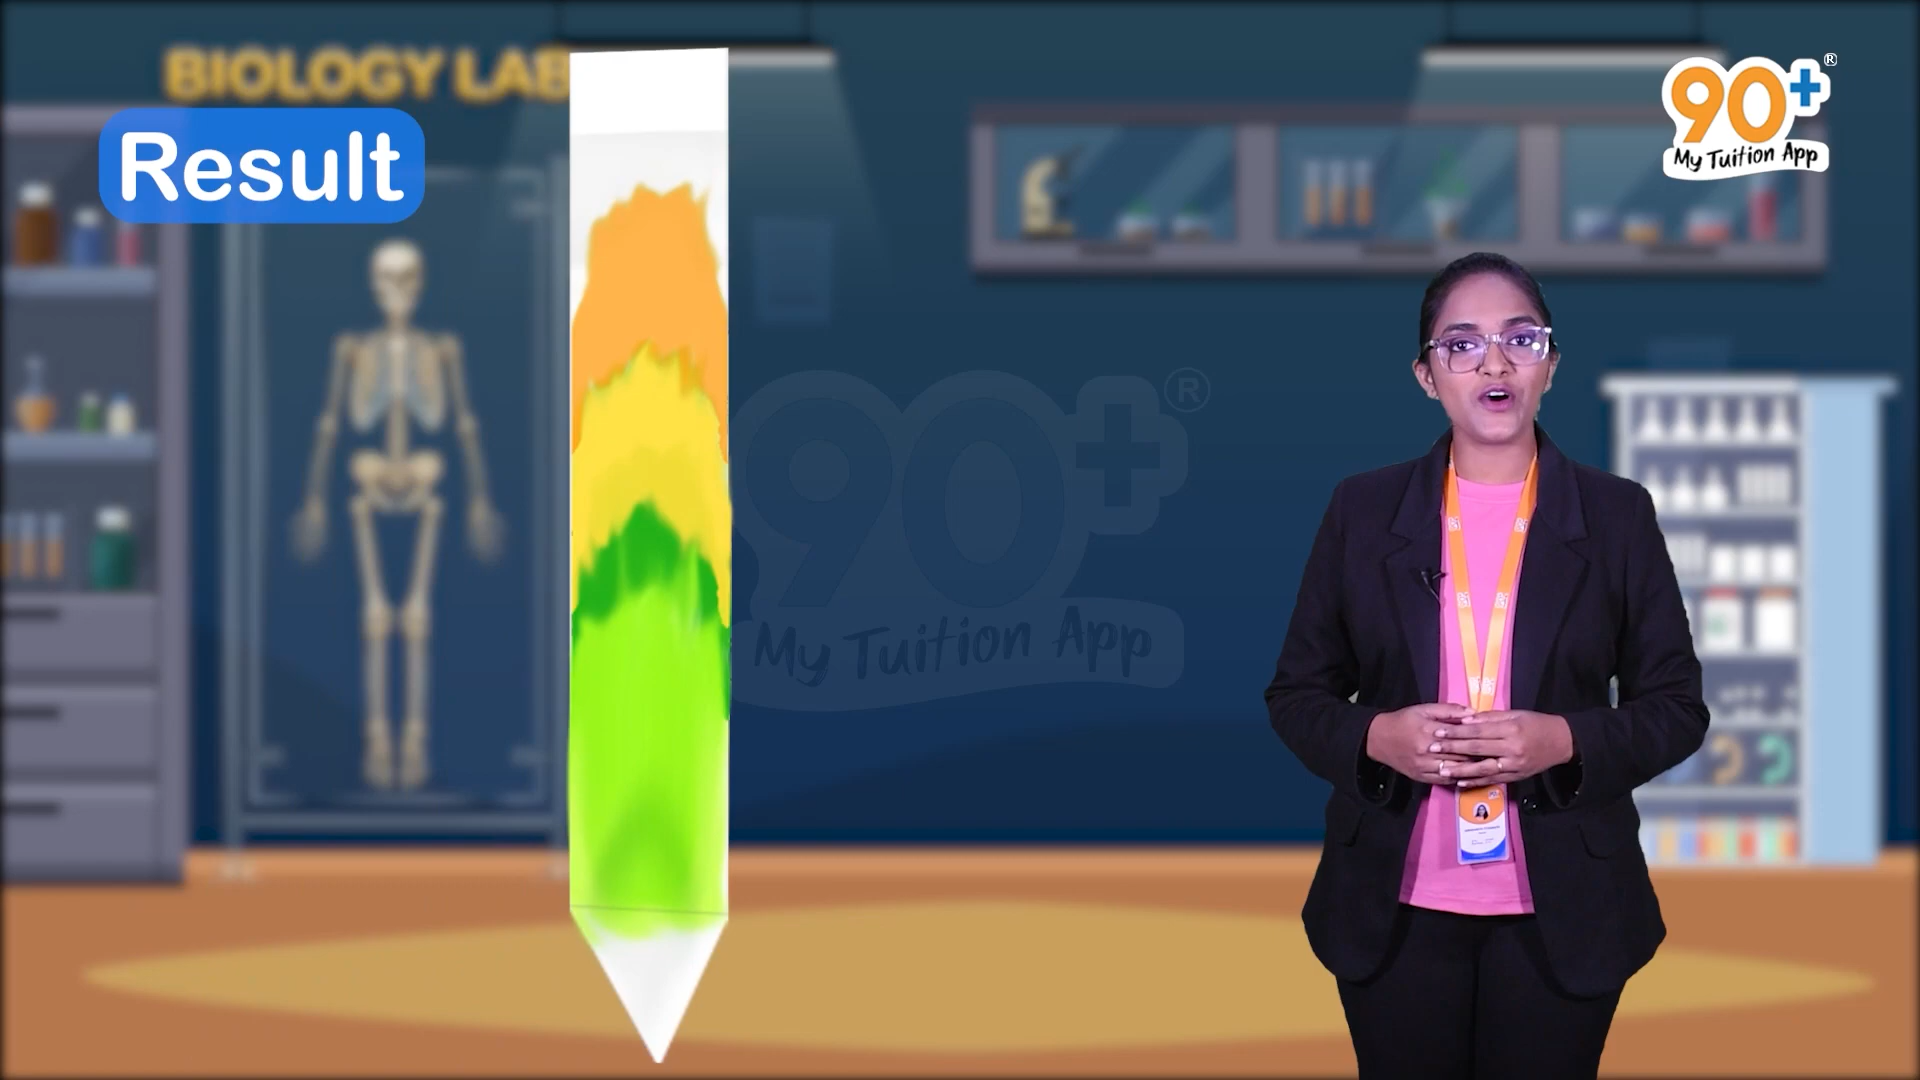 BIOLOGY LAB
Result
90+
®
My Tuition App
90+
®
My Tuition App